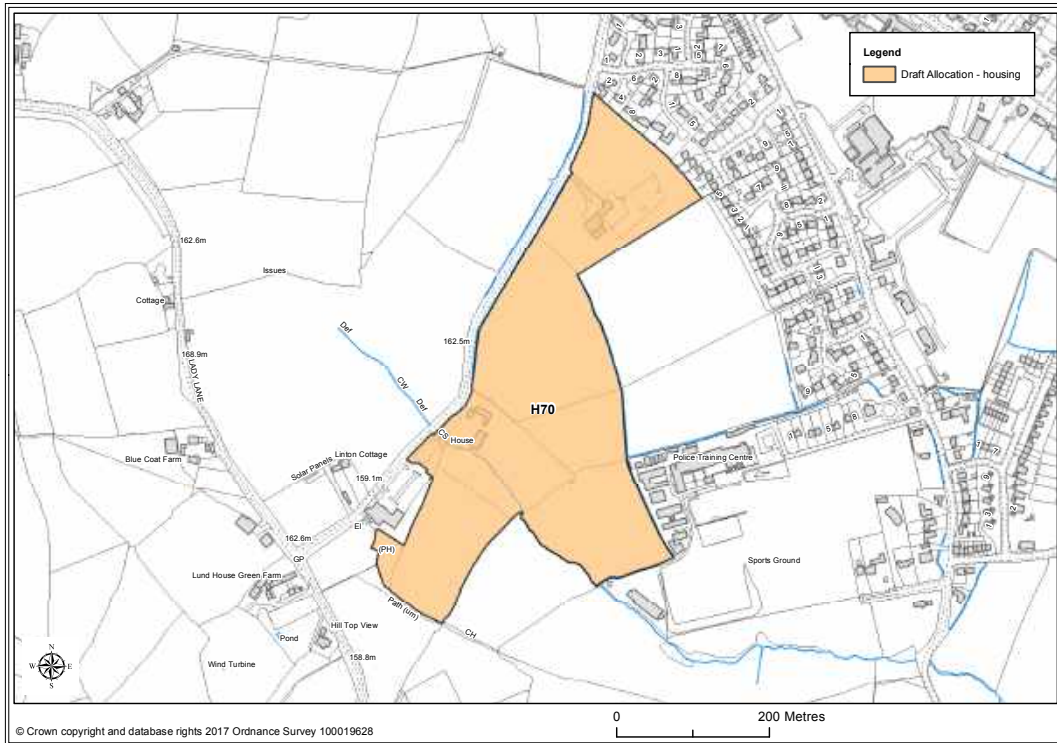 Legend
Draft Allocation - housing
162.6m
Issues
Cottage
168.9m
LADY LANE
Def
CW
Def
162.5m
H70
CS
House
Blue Coat Farm
Solar Panels
Linton Cottage
159.1m
Police Training Centre
El
162.6m
GP
(PH)
Sports Ground
Lund House Green Farm
Path (um)
CH
Pond
Hill Top View
Wind Turbine
158.8m
N
W
E
S
0
200 Metres
© Crown copyright and database rights 2017 Ordnance Survey 100019628